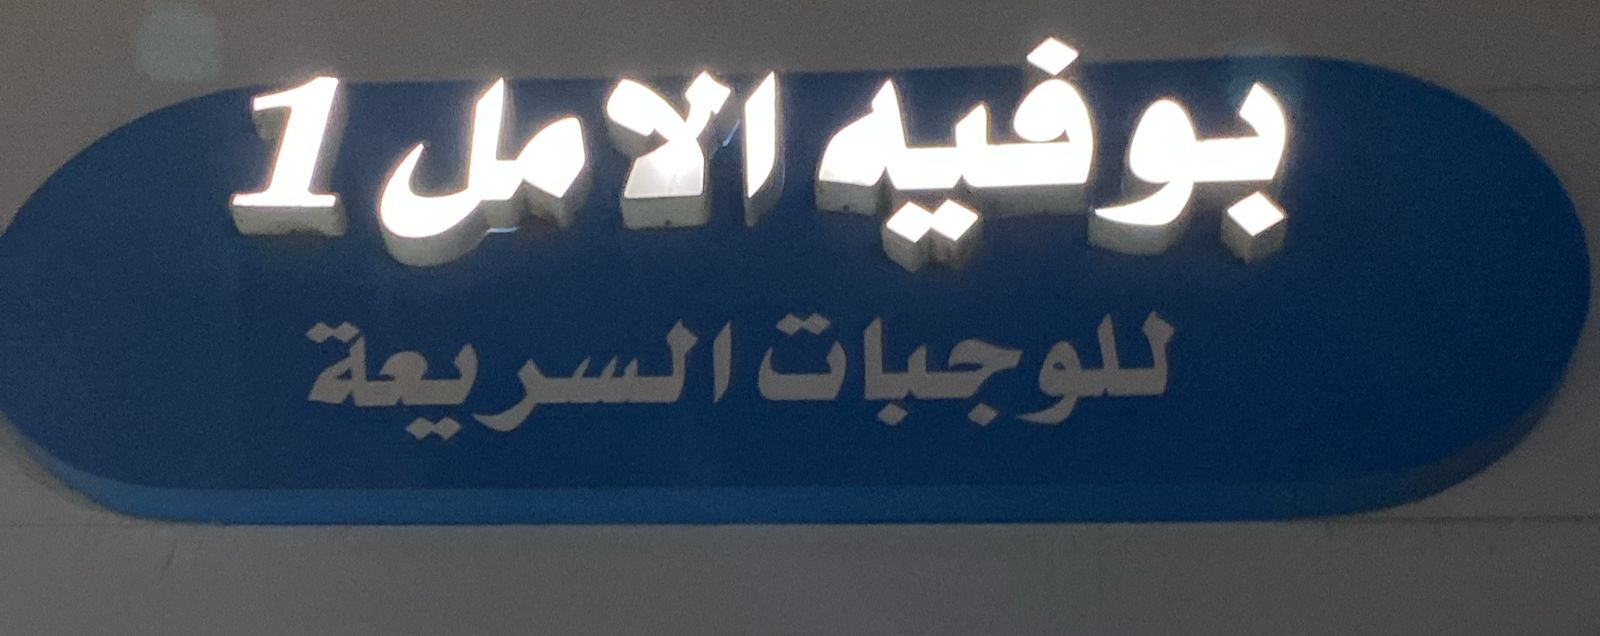 بوفيه الامل 1
للوجبات السريعة